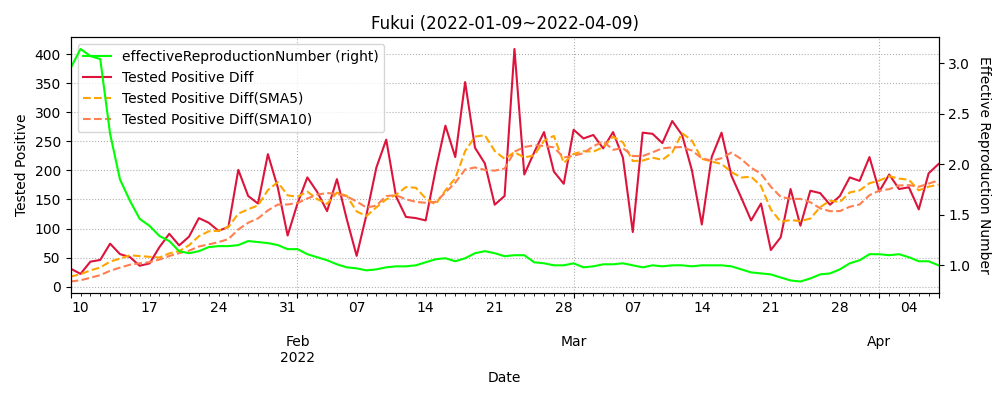 Fukui (2022-01-09~2022-04-09)
effectiveReproductionNumber (right)
Tested Positive Diff
Tested Positive Diff(SMA5)
Tested Positive Diff(SMA10)
Tested Positive
400
350
300
250
200
150
100
50
0
3.0
2.5
2.0
1.5
1.0
Effective Reproduction Number
10 17 24 31 07 14 21 28 07 14 21 28 04
Feb Mar Apr
2022
Date